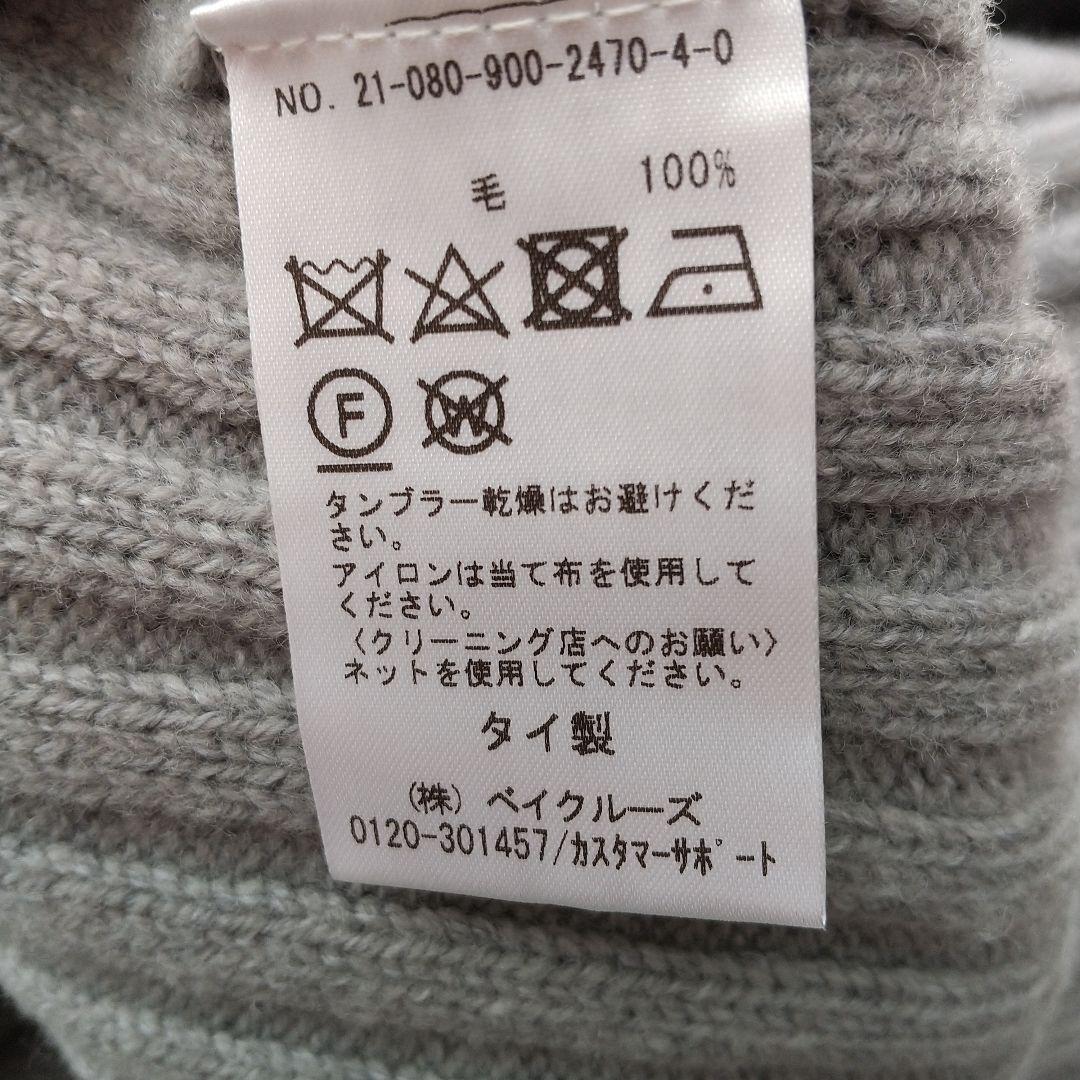 NO. 21-080-900-2470-4-0
毛 100%
F
W
タンブラー乾燥はお避けくだ
さい。
アイロンは当て布を使用して
ください。
〈クリーニング店へのお願い〉
ネットを使用してください。
タイ製
(株) ベイクルーズ
0120-301457/ｶｽﾀﾏｰｻﾎﾟｰﾄ